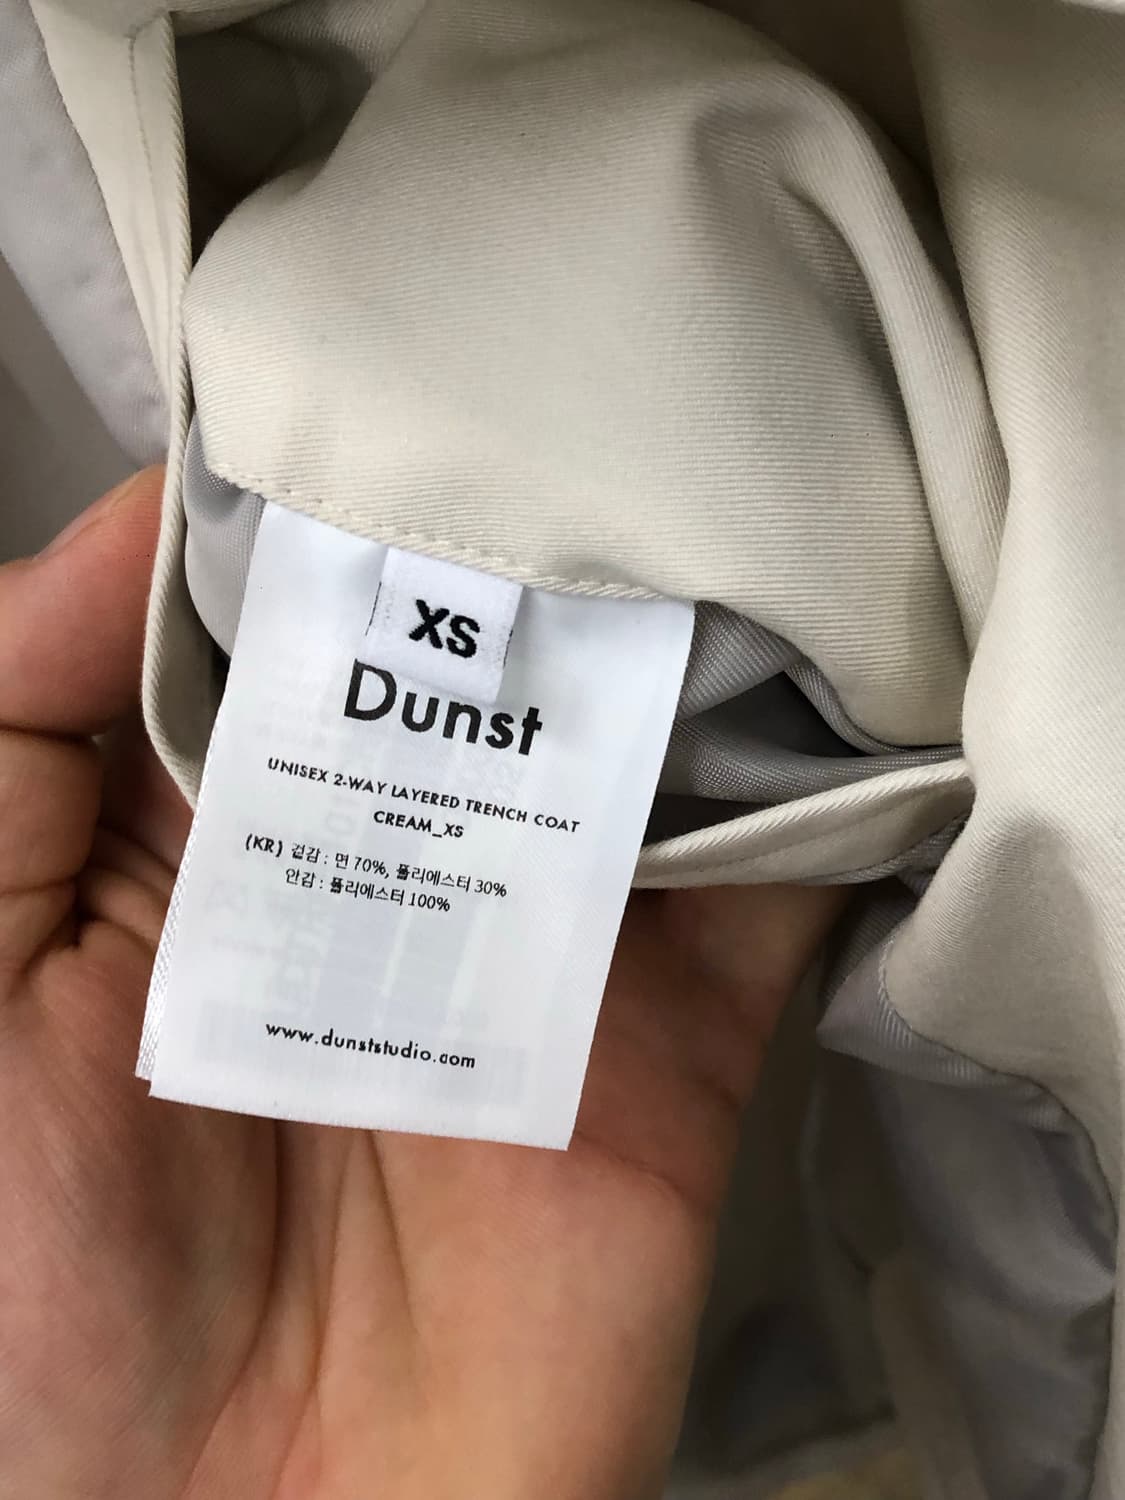 XS
Dunst
UNISEX 2-WAY LAYERED TRENCH COAT
CREAM_XS
(KR) 겉감 : 면 70%, 폴리에스터 30%
안감 : 폴리에스터 100%
www.dunststudio.com